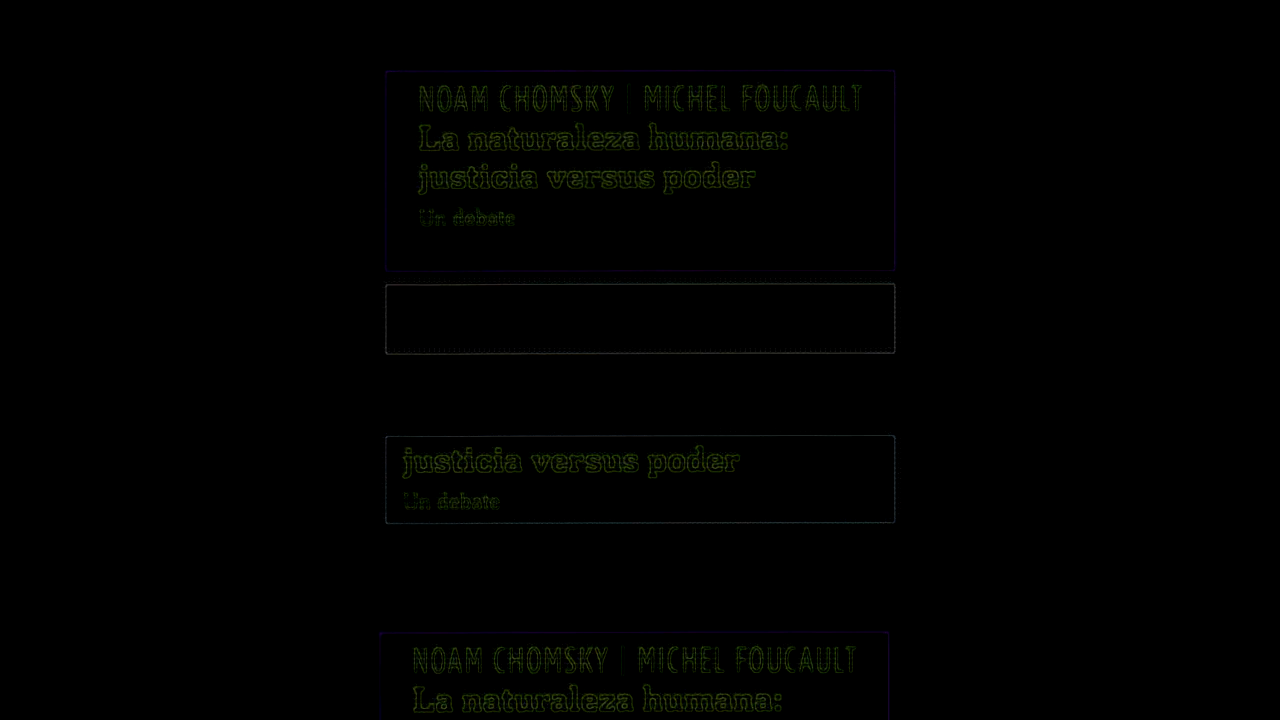 NOAM CHOMSKY | MICHEL FOUCAULT
La naturaleza humana:
justicia versus poder
Un debate
justicia versus poder
Un debate
NOAM CHOMSKY | MICHEL FOUCAULT
La naturaleza humana: